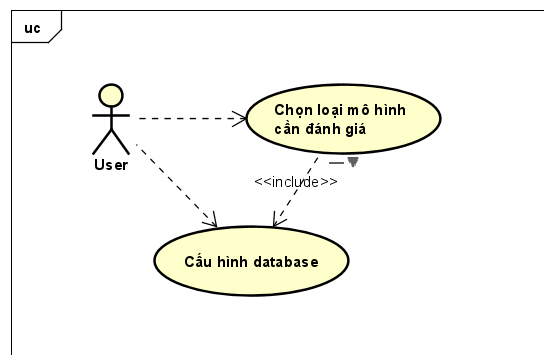 uc
Chọn loại mô hình
cần đánh giá
User
<<include>>
Cấu hình database